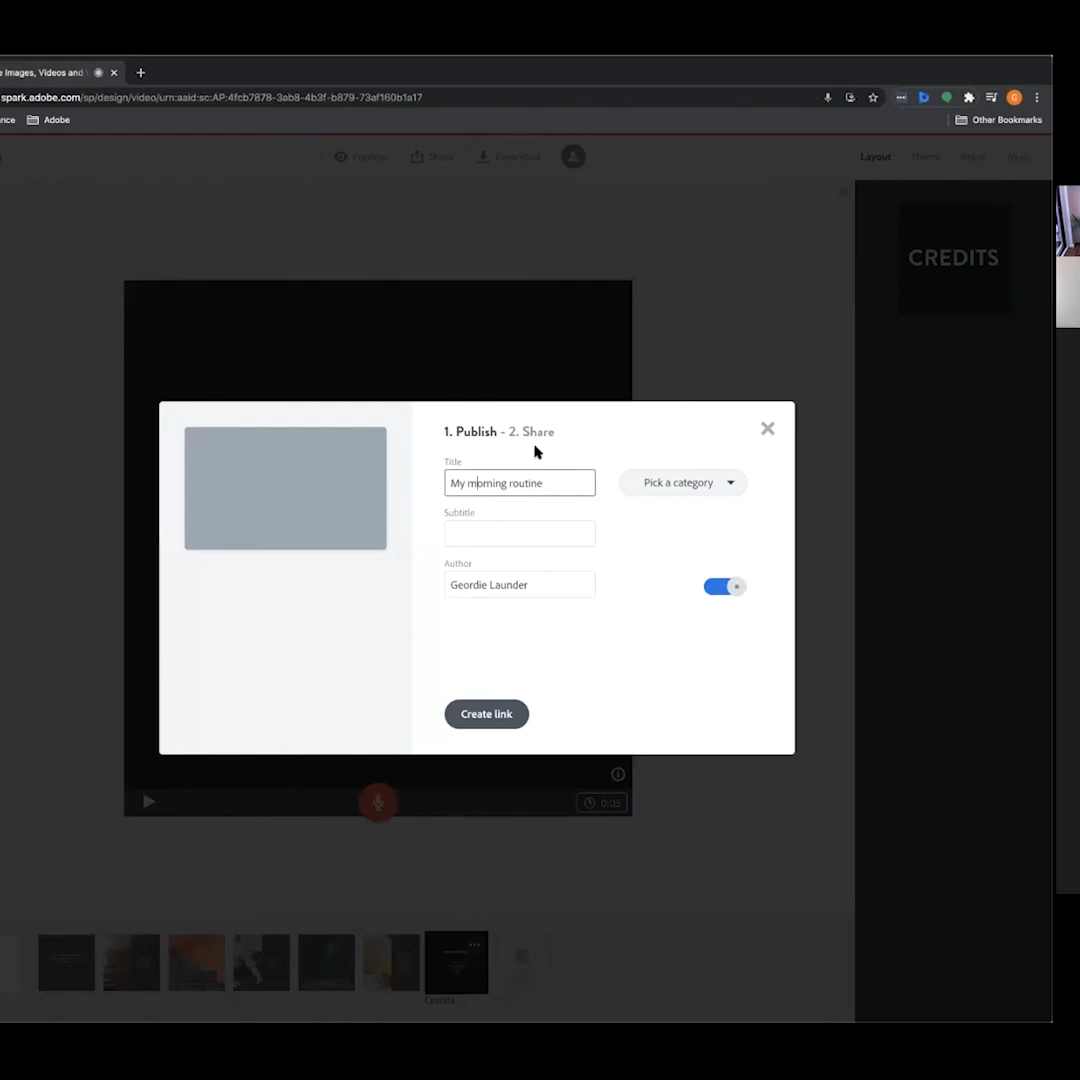 e Images, Videos and
spark.adobe.com/sp/design/video/urn:aaid:sc:AP:4fcb7878-3ab8-4b3f-b879-73af160b1a17
G
nce
Adobe
Other Bookmarks
Preview
Share
Download
Layout
Theme
Resize
Music
CREDITS
1. Publish - 2. Share
Title
My morning routine
Pick a category
Subtitle
Author
Geordie Launder
Create link
0:03
Credits